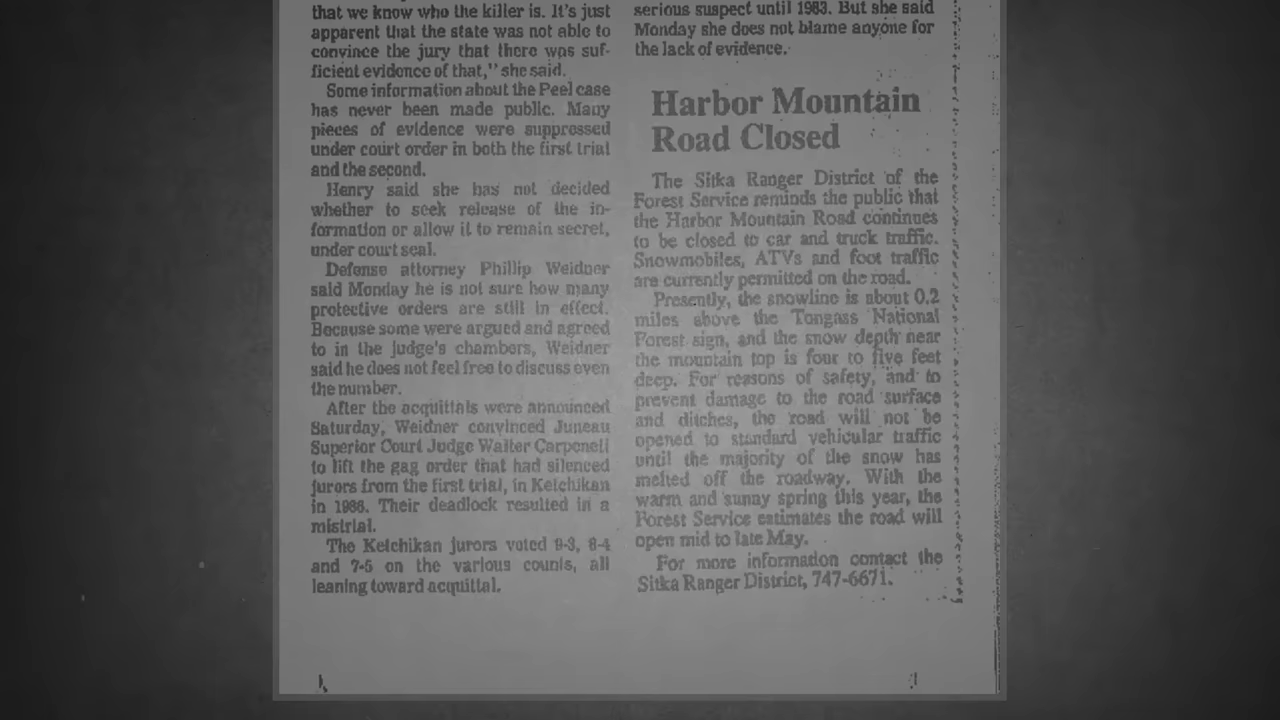 that we know who the killer is. It's just
apparent that the state was not able to
convince the jury that there was suf-
ficient evidence of that," she said.
Some information about the Peel case
has never been made public. Many
pieces of evidence were suppressed
under court order in both the first trial
and the second.
Henry said she has not decided
whether to seek release of the in-
formation or allow it to remain secret,
under court seal.
Defense attorney Phillip Weidner
said Monday he is not sure how many
protective orders are still in effect.
Because some were argued and agreed
to in the judge's chambers, Weidner
said he does not feel free to discuss even
the number.
After the acquittals were announced
Saturday, Weidner convinced Juneau
Superior Court Judge Walter Carpeneti
to lift the gag order that had silenced
jurors from the first trial, in Ketchikan
in 1986. Their deadlock resulted in a
mistrial.
The Ketchikan jurors voted 9-3, 8-4
and 7-5 on the various counts, all
leaning toward acquittal.
serious suspect until 1983. But she said
Monday she does not blame anyone for
the lack of evidence.
Harbor Mountain
Road Closed
The Sitka Ranger District of the
Forest Service reminds the public that
the Harbor Mountain Road continues
to be closed to car and truck traffic.
Snowmobiles, ATVs and foot traffic
are currently permitted on the road.
Presently, the snowline is about 0.2
miles above the Tongass National
Forest sign, and the snow depth near
the mountain top is four to five feet
deep. For reasons of safety, and to
prevent damage to the road surface
and ditches, the road will not be
opened to standard vehicular traffic
until the majority of the snow has
melted off the roadway. With the
warm and sunny spring this year, the
Forest Service estimates the road will
open mid to late May.
For more information contact the
Sitka Ranger District, 747-6671.